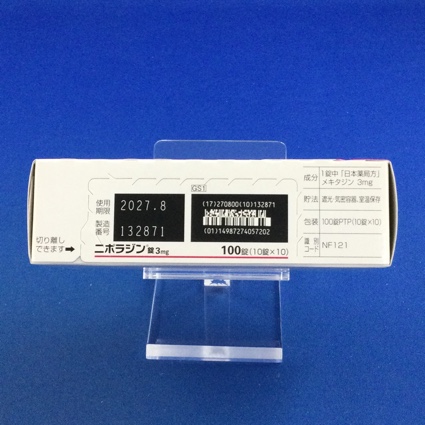 GS1
使用
期限
2027.8
製造
番号
132871
(17)270800(10)132871
(01)14987274057202
切り離し
できます➡
ニポラジン錠3mg
100錠(10錠×10)
成分
1錠中「日本薬局方」
メキタジン 3mg
貯法
遮光・気密容器、室温保存
包装
100錠PTP(10錠×10)
識別
コード
NF121